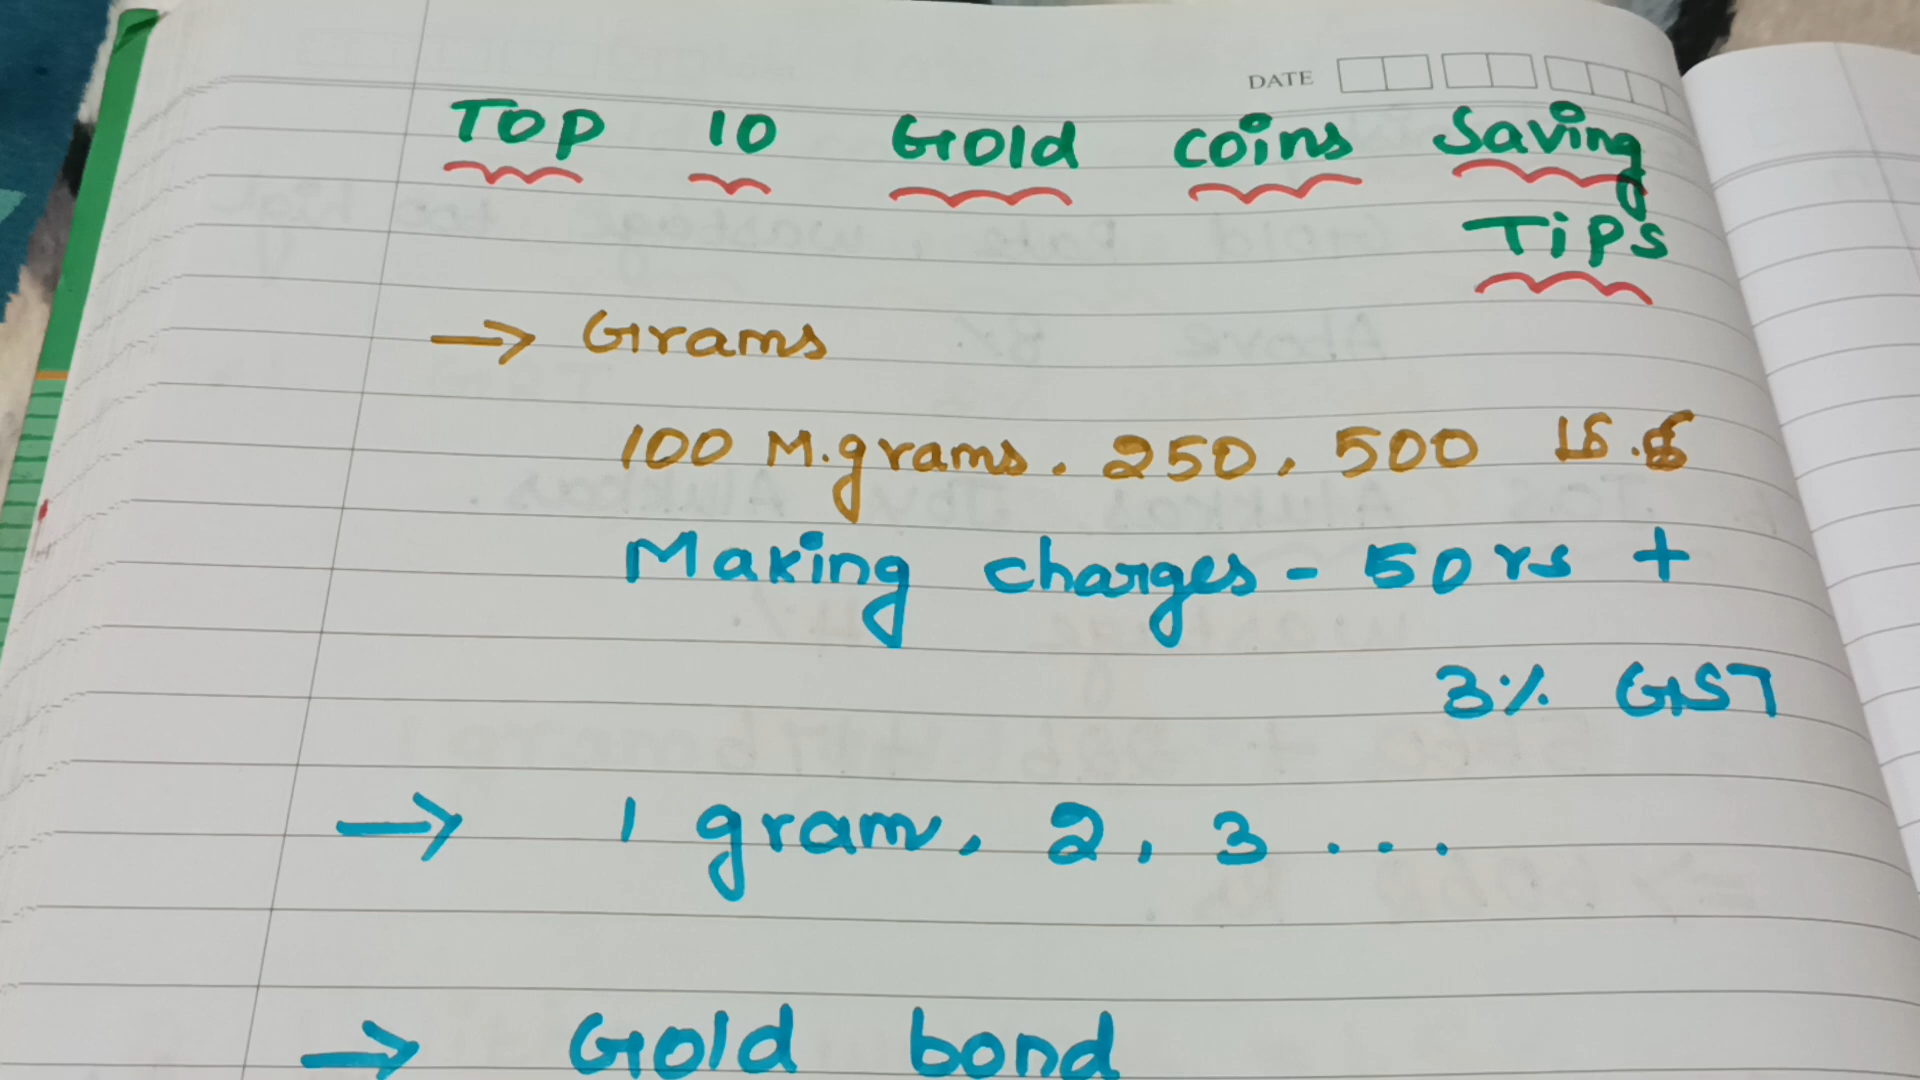 DATE
Top 10 Gold coins Saving
Tips
→ Grams
100 M.grams. 250, 500 மி.கி
Making charges - 50 rs +
3% GST
→ 1 gram, 2, 3 ...
→ Gold bond